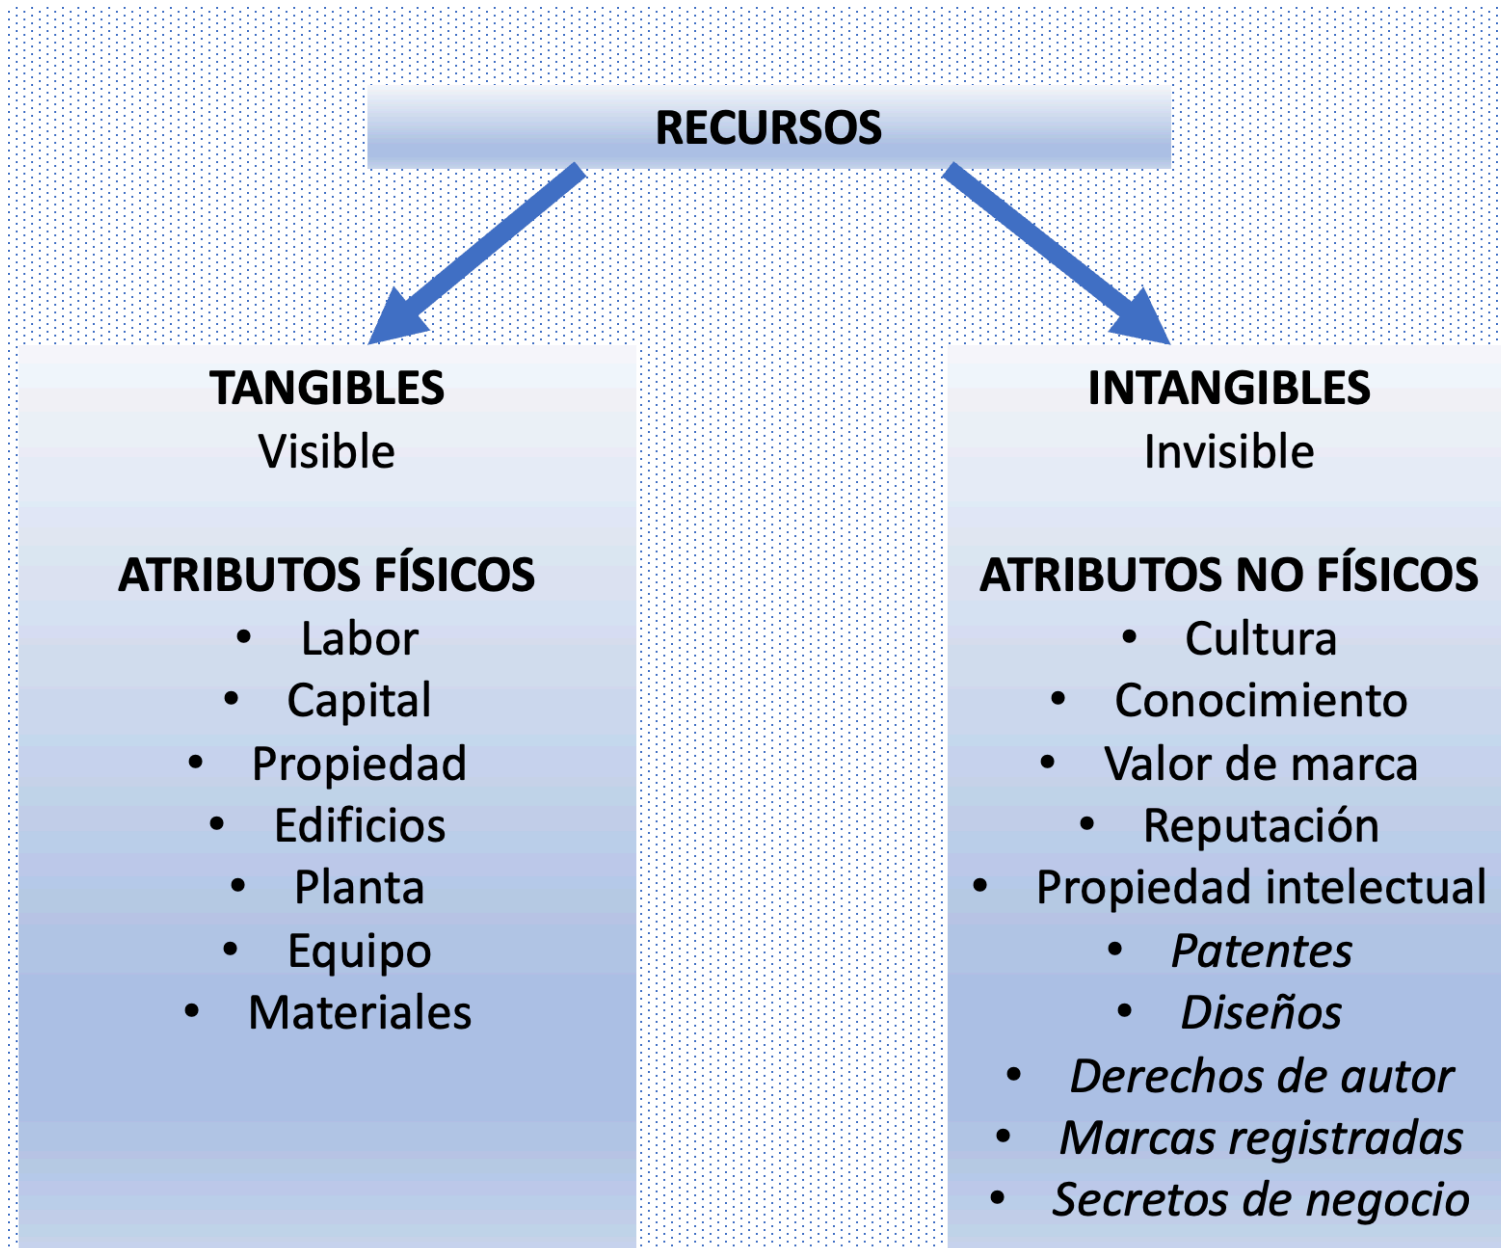 RECURSOS
TANGIBLES
Visible
ATRIBUTOS FÍSICOS
• Labor
• Capital
• Propiedad
• Edificios
• Planta
• Equipo
• Materiales
INTANGIBLES
Invisible
ATRIBUTOS NO FÍSICOS
• Cultura
• Conocimiento
• Valor de marca
• Reputación
• Propiedad intelectual
• Patentes
• Diseños
• Derechos de autor
• Marcas registradas
• Secretos de negocio